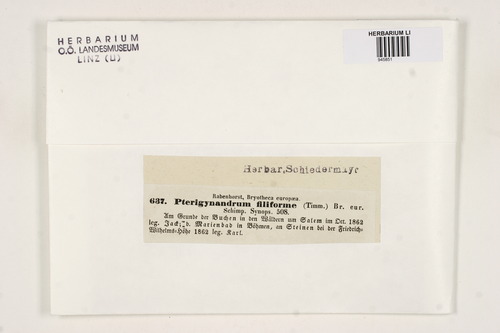 HERBARIUM
O.Ö. LANDESMUSEUM
LINZ (LI)
HERBARIUM LI
Herbar, Schiedermayr
Rabenhorst, Bryotheca europaea.
637. Pterigynandrum filiforme (Timm.) Br. eur.
Schimp. Synops. 508.
Am Grunde der Buchen in den Wäldern um Salem im Oct. 1862
leg. Jack; b. Marienbad in Böhmen, an Steinen bei der Friedrich-
Wilhelms-Höhe 1862 leg. Karl.